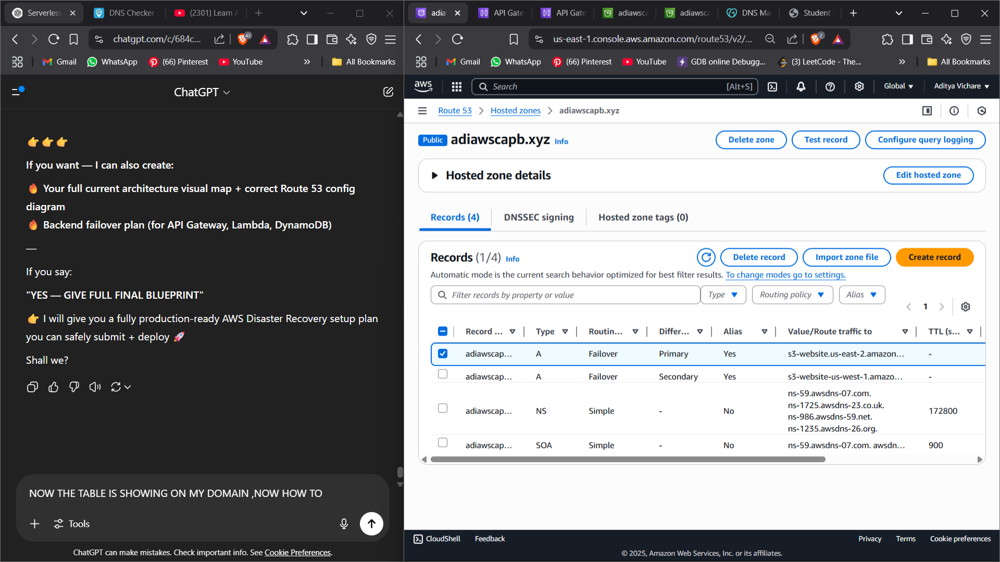 Serverless
DNS Checker
(2301) Learn A
chatgpt.com/c/684c...
43
Gmail
WhatsApp
(66) Pinterest
YouTube
All Bookmarks
ChatGPT
👉👉👉
If you want — I can also create:
🔥 Your full current architecture visual map + correct Route 53 config
diagram
🔥 Backend failover plan (for API Gateway, Lambda, DynamoDB)
—
If you say:
"YES — GIVE FULL FINAL BLUEPRINT"
👉 I will give you a fully production-ready AWS Disaster Recovery setup plan
you can safely submit + deploy 🚀
Shall we?
NOW THE TABLE IS SHOWING ON MY DOMAIN ,NOW HOW TO
Tools
ChatGPT can make mistakes. Check important info. See Cookie Preferences.
adia
API Gate
API Gate
adiawsca
adiawsca
DNS Ma
Student
us-east-1.console.aws.amazon.com/route53/v2/...
2
Gmail
WhatsApp
(66) Pinterest
YouTube
GDB online Debugg...
(3) LeetCode - The...
All Bookmarks
aws
Search
[Alt+S]
Global
Aditya Vichare
Route 53
Hosted zones
adiawscapb.xyz
Public
adiawscapb.xyz
Info
Delete zone
Test record
Configure query logging
Hosted zone details
Edit hosted zone
Records (4)
DNSSEC signing
Hosted zone tags (0)
Records (1/4)
Info
Delete record
Import zone file
Create record
Automatic mode is the current search behavior optimized for best filter results. To change modes go to settings.
Filter records by property or value
Type
Routing policy
Alias
1
Record ...
Type
Routin...
Differ...
Alias
Value/Route traffic to
TTL (s...
adiawscap...
A
Failover
Primary
Yes
s3-website.us-east-2.amazon...
-
adiawscap...
A
Failover
Secondary
Yes
s3-website-us-west-1.amazo...
-
adiawscap...
NS
Simple
-
No
ns-59.awsdns-07.com.
ns-1725.awsdns-23.co.uk.
ns-986.awsdns-59.net.
ns-1235.awsdns-26.org.
172800
adiawscap...
SOA
Simple
-
No
ns-59.awsdns-07.com. awsdn...
900
CloudShell
Feedback
Privacy
Terms
Cookie preferences
© 2025, Amazon Web Services, Inc. or its affiliates.